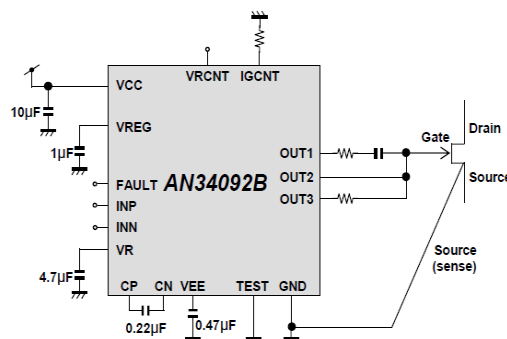 VRCNT IGCNT
VCC
10μF
VREG
1μF
OUT1
Gate
Drain
FAULT AN34092B
OUT2
Source
INP
OUT3
INN
VR
Source
(sense)
4.7μF
CP CN VEE TEST GND
0.22μF
0.47μF